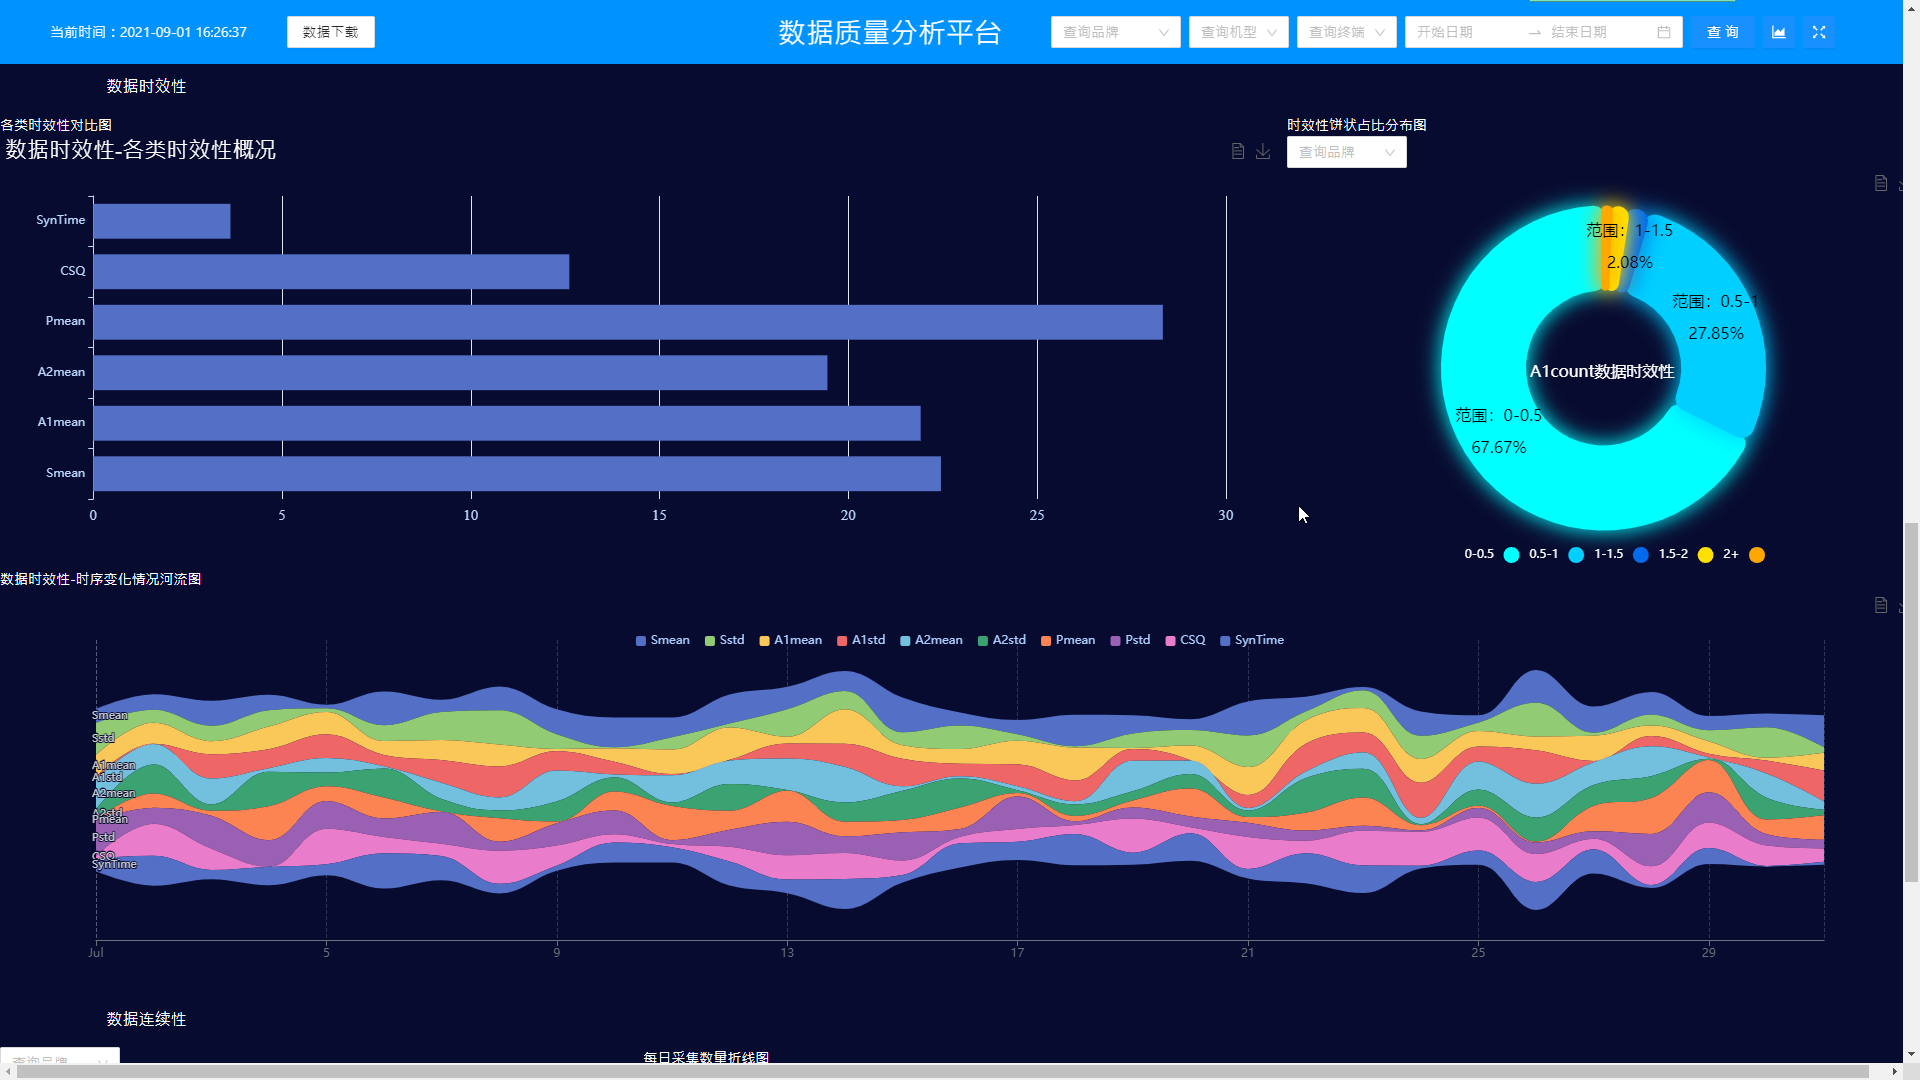 当前时间：2021-09-01 16:26:37
数据下载
数据质量分析平台
查询品牌
查询机型
查询终端
开始日期
结束日期
查 询
数据时效性
各类时效性对比图
数据时效性-各类时效性概况
SynTime
CSQ
Pmean
A2mean
A1mean
Smean
0 5 10 15 20 25 30
时效性饼状占比分布图
查询品牌
范围：1-1.5
2.08%
范围：0.5-1
27.85%
A1count数据时效性
范围：0-0.5
67.67%
0-0.5 0.5-1 1-1.5 1.5-2 2+
数据时效性-时序变化情况河流图
Smean Sstd A1mean A1std A2mean A2std Pmean Pstd CSQ SynTime
Smean
Sstd
A1mean
A1std
A2mean
A2std
Pmean
Pstd
CSQ
SynTime
Jul 5 9 13 17 21 25 29
数据连续性
查询品牌
每日采集数量折线图